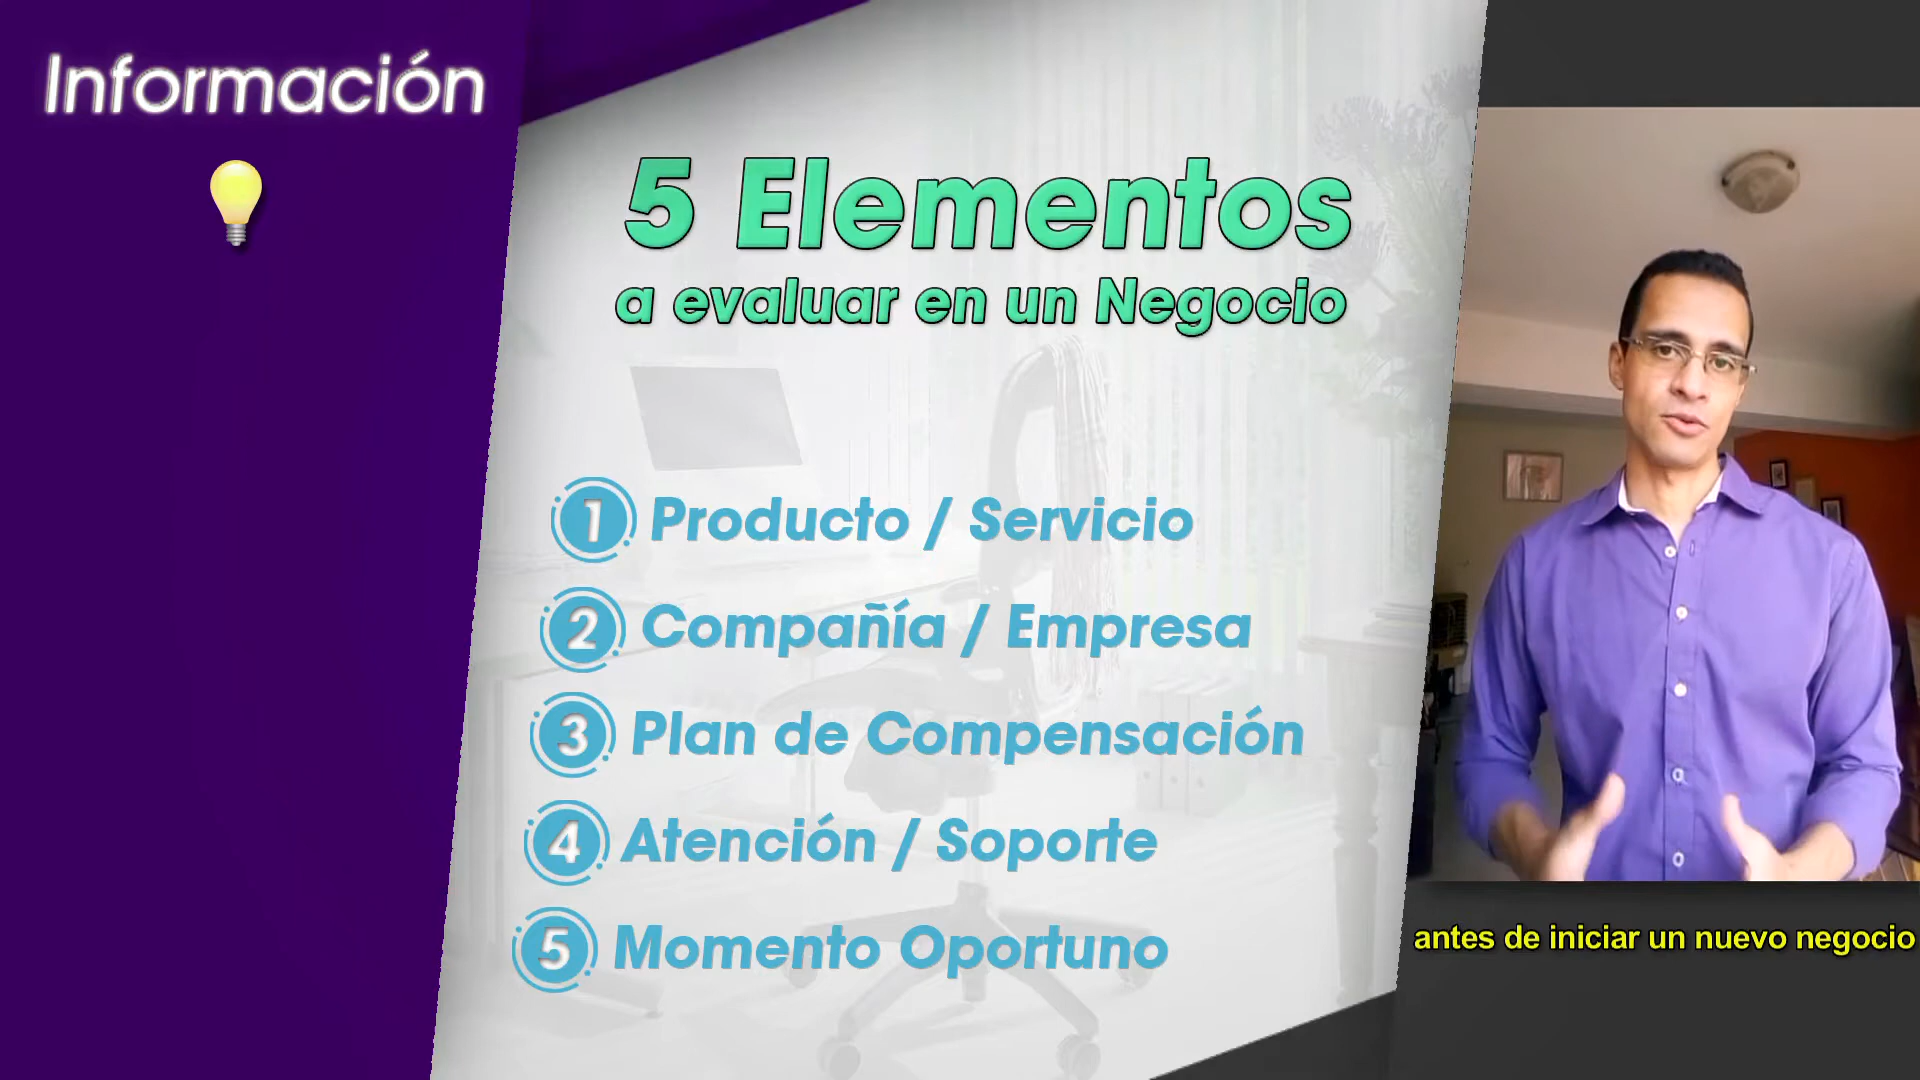 Información
5 Elementos
a evaluar en un Negocio
1 Producto / Servicio
2 Compañía / Empresa
3 Plan de Compensación
4 Atención / Soporte
5 Momento Oportuno
antes de iniciar un nuevo negocio